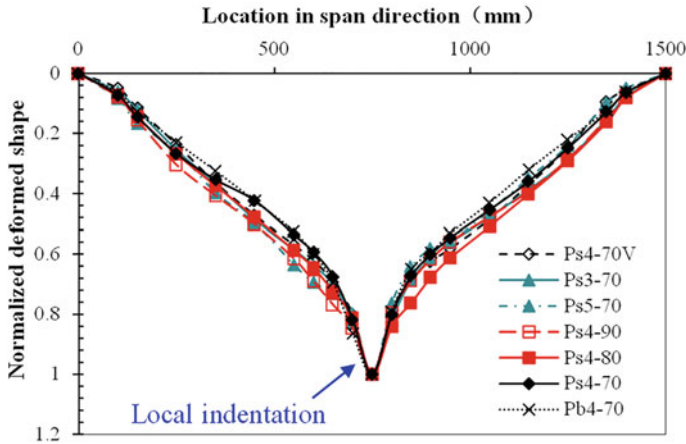 Location in span direction（mm）
0 500 1000 1500
Normalized deformed shape
0
0.2
0.4
0.6
0.8
1
1.2
Local indentation
Ps4-70V
Ps3-70
Ps5-70
Ps4-90
Ps4-80
Ps4-70
Pb4-70